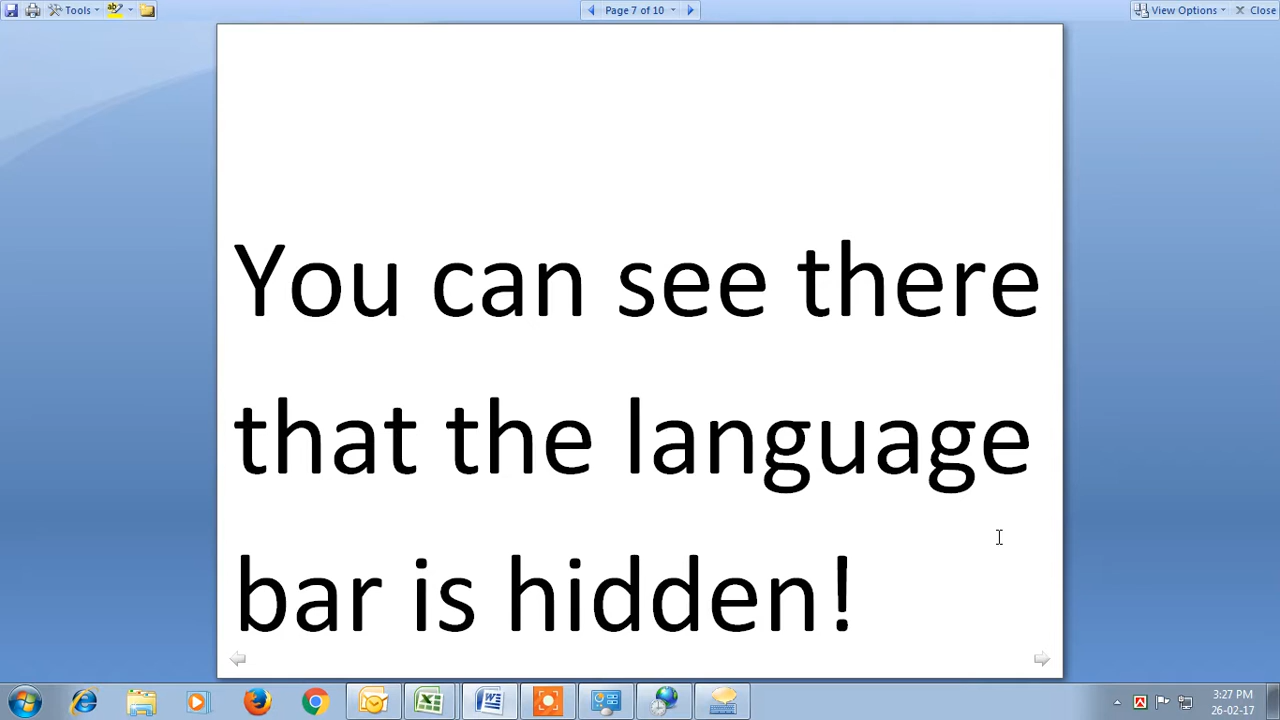 Tools
Page 7 of 10
View Options
Close
You can see there
that the language
bar is hidden!
3:27 PM
26-02-17